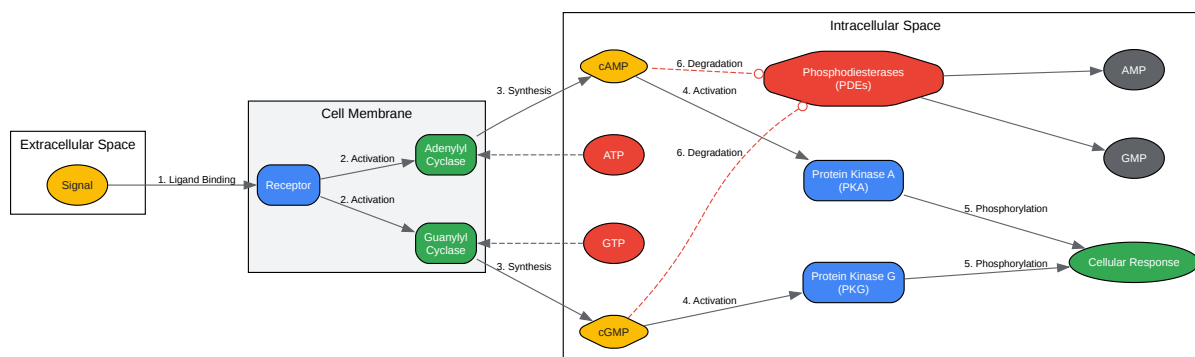 Intracellular Space
cAMP
6. Degradation
Phosphodiesterases
(PDEs)
AMP
3. Synthesis
4. Activation
Cell Membrane
Extracellular Space
Adenylyl
Cyclase
ATP
6. Degradation
GMP
2. Activation
Signal
1. Ligand Binding
Receptor
Protein Kinase A
(PKA)
2. Activation
5. Phosphorylation
Guanylyl
Cyclase
GTP
3. Synthesis
5. Phosphorylation
Cellular Response
Protein Kinase G
(PKG)
4. Activation
cGMP